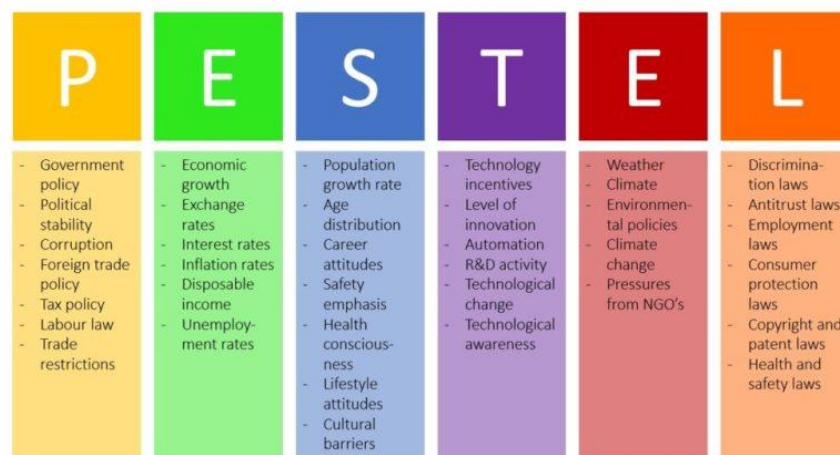 P
E
S
T
E
L
- Government
policy
- Political
stability
- Corruption
- Foreign trade
policy
- Tax policy
- Labour law
- Trade
restrictions
- Economic
growth
- Exchange
rates
- Interest rates
- Inflation rates
- Disposable
income
- Unemploy-
ment rates
- Population
growth rate
- Age
distribution
- Career
attitudes
- Safety
emphasis
- Health
conscious-
ness
- Lifestyle
attitudes
- Cultural
barriers
- Technology
incentives
- Level of
innovation
- Automation
- R&D activity
- Technological
change
- Technological
awareness
- Weather
- Climate
- Environmen-
tal policies
- Climate
change
- Pressures
from NGO's
- Discrimina-
tion laws
- Antitrust laws
- Employment
laws
- Consumer
protection
laws
- Copyright and
patent laws
- Health and
safety laws